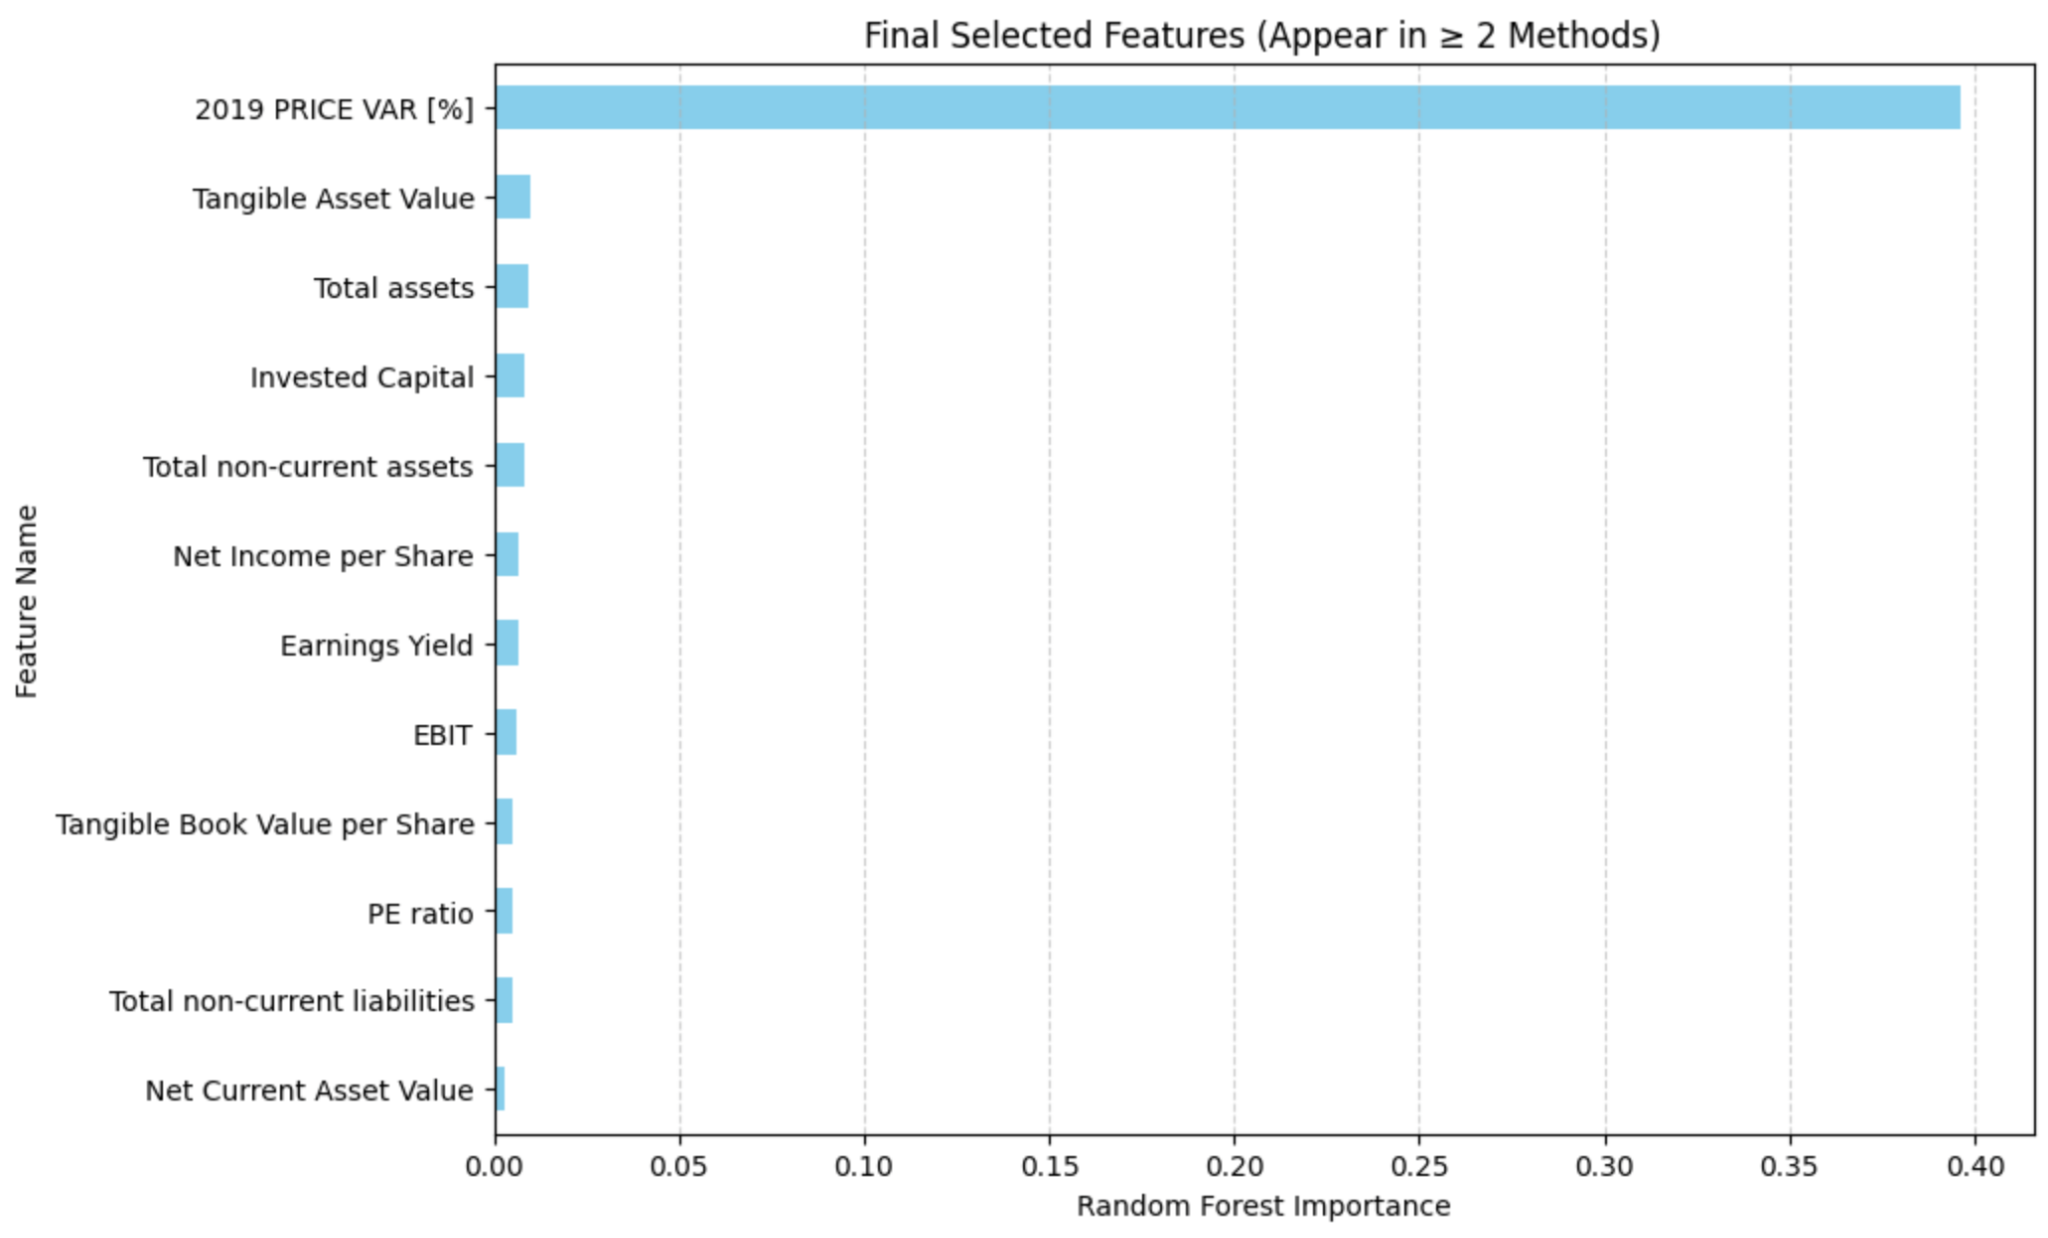 Final Selected Features (Appear in ≥ 2 Methods)
2019 PRICE VAR [%]
Tangible Asset Value
Total assets
Invested Capital
Total non-current assets
Net Income per Share
Earnings Yield
EBIT
Tangible Book Value per Share
PE ratio
Total non-current liabilities
Net Current Asset Value
Feature Name
0.00 0.05 0.10 0.15 0.20 0.25 0.30 0.35 0.40
Random Forest Importance